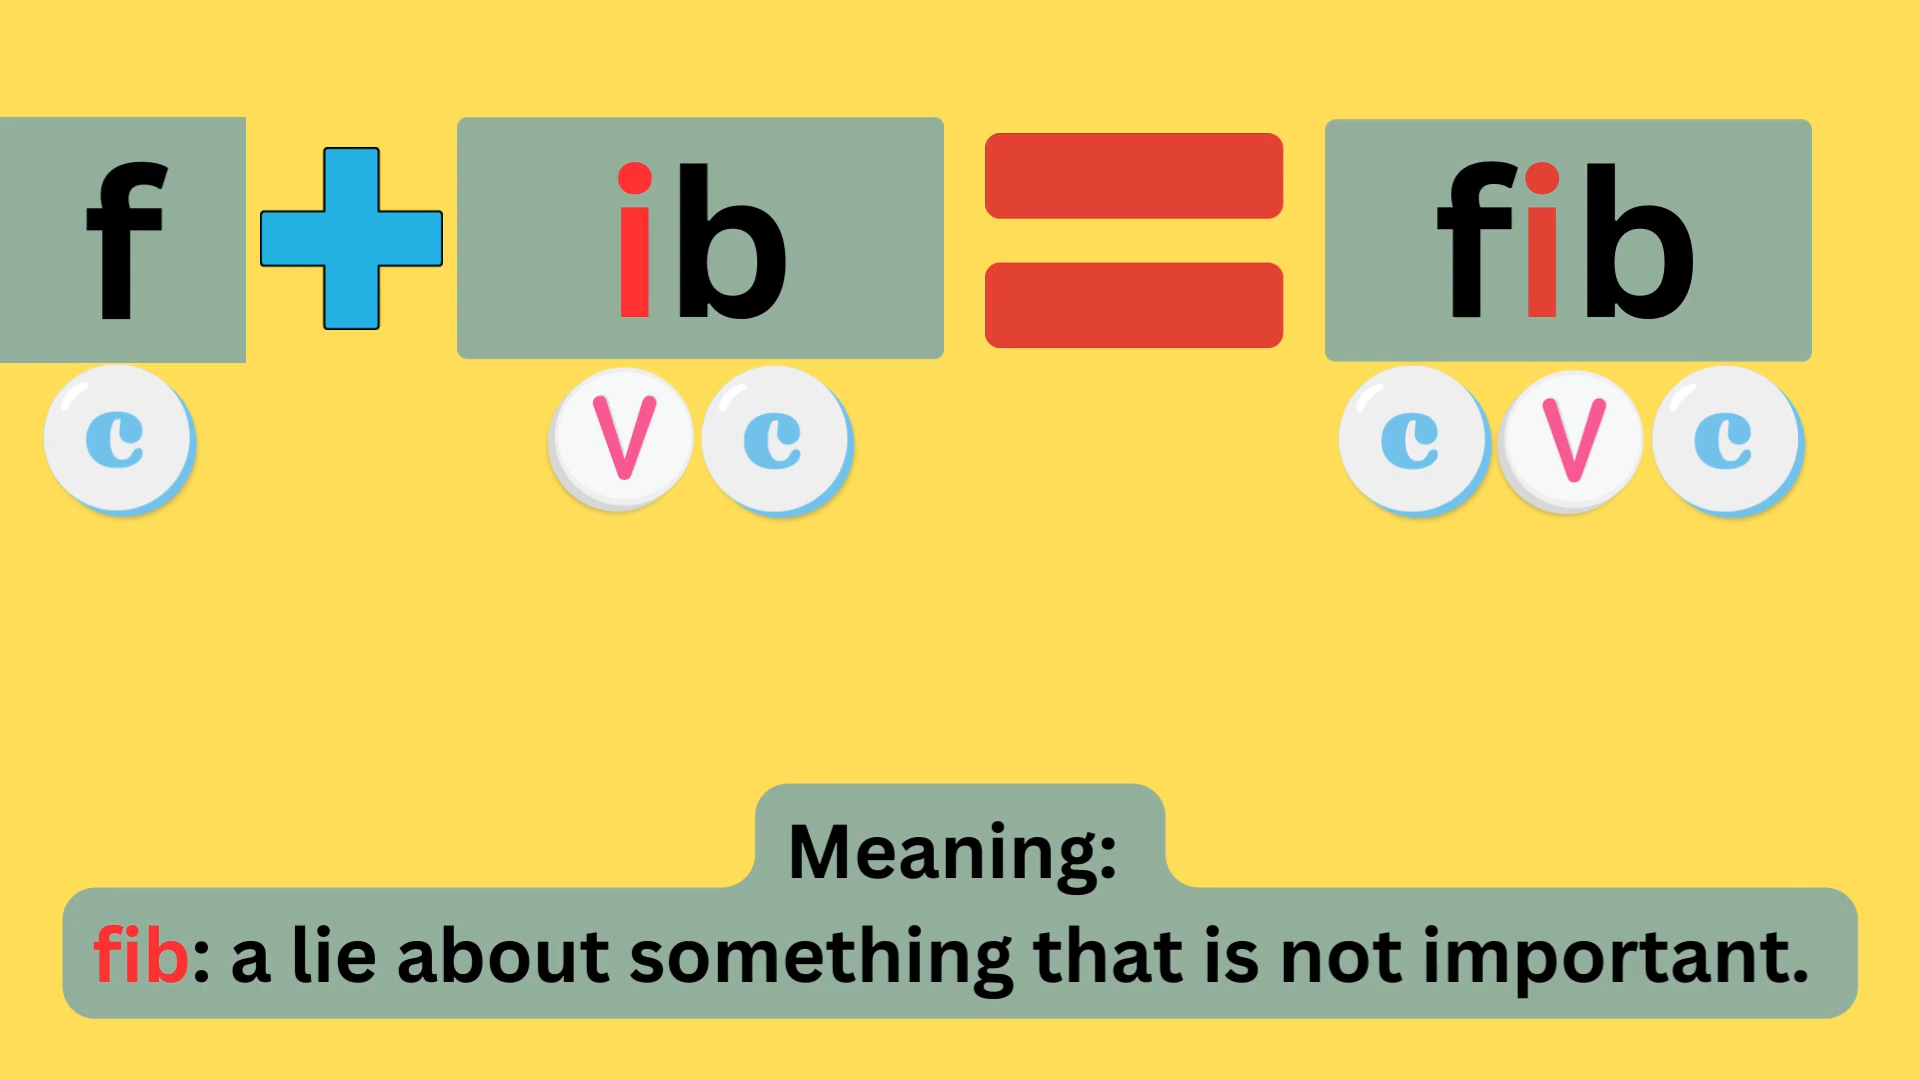 f ib fib
c V c c V c
Meaning:
fib: a lie about something that is not important.